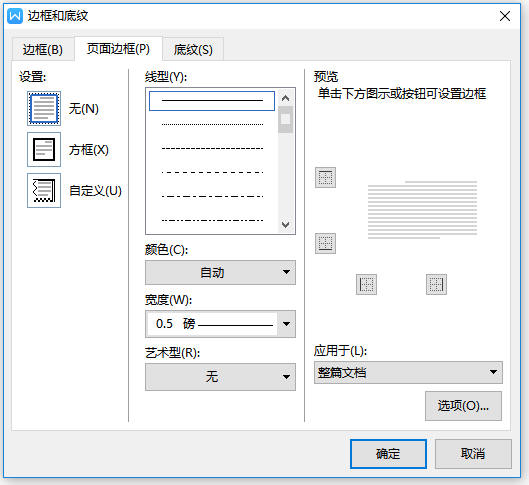 边框和底纹
边框(B)
页面边框(P)
底纹(S)
设置:
无(N)
方框(X)
自定义(U)
线型(Y):
颜色(C):
自动
宽度(W):
0.5 磅
艺术型(R):
无
预览
单击下方图示或按钮可设置边框
应用于(L):
整篇文档
选项(O)...
确定
取消